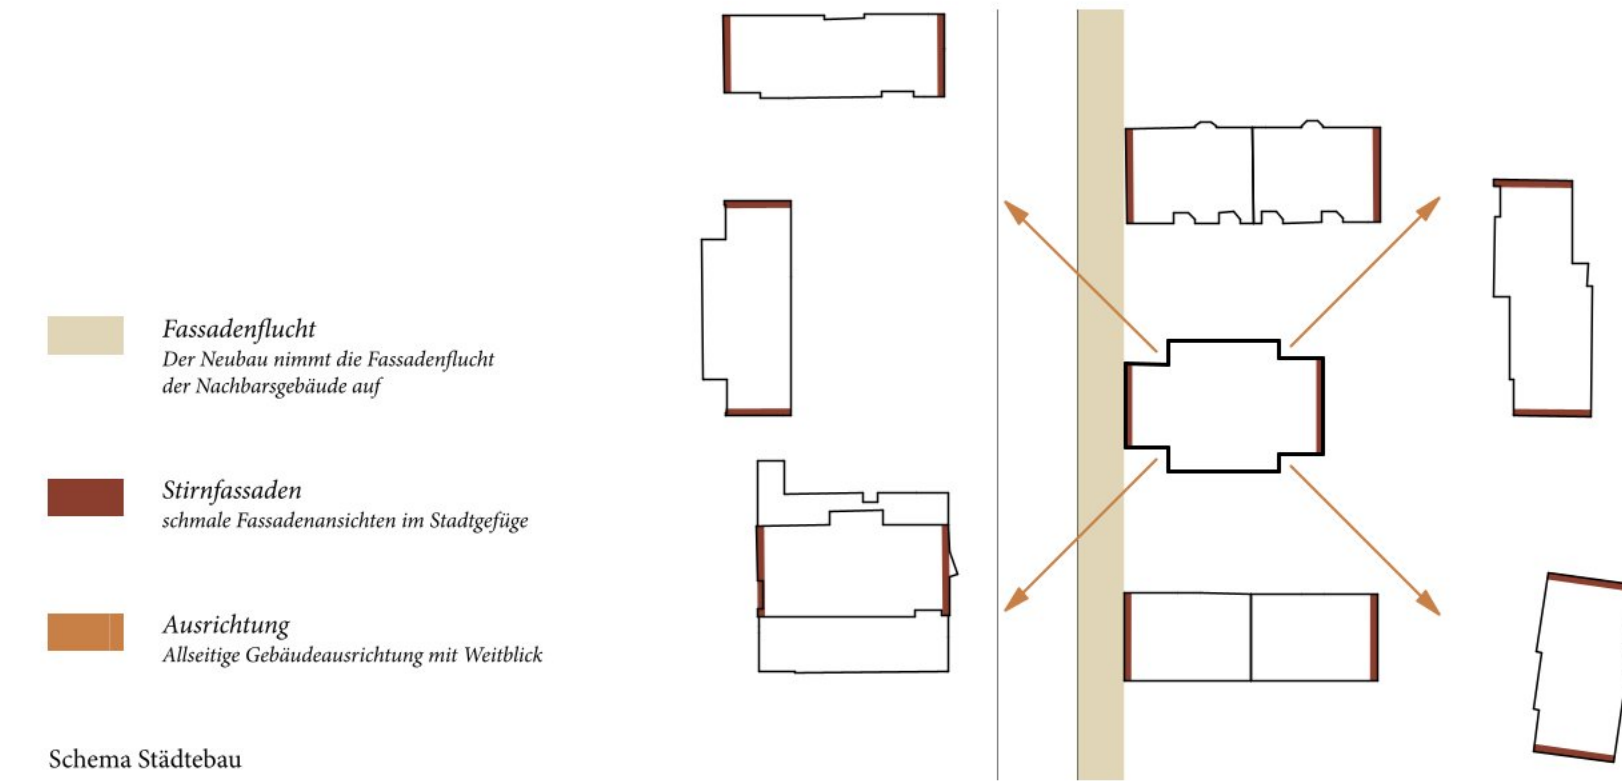 Fassadenflucht
Der Neubau nimmt die Fassadenflucht
der Nachbarsgebäude auf
Stirnfassaden
schmale Fassadenansichten im Stadtgefüge
Ausrichtung
Allseitige Gebäudeausrichtung mit Weitblick
Schema Städtebau